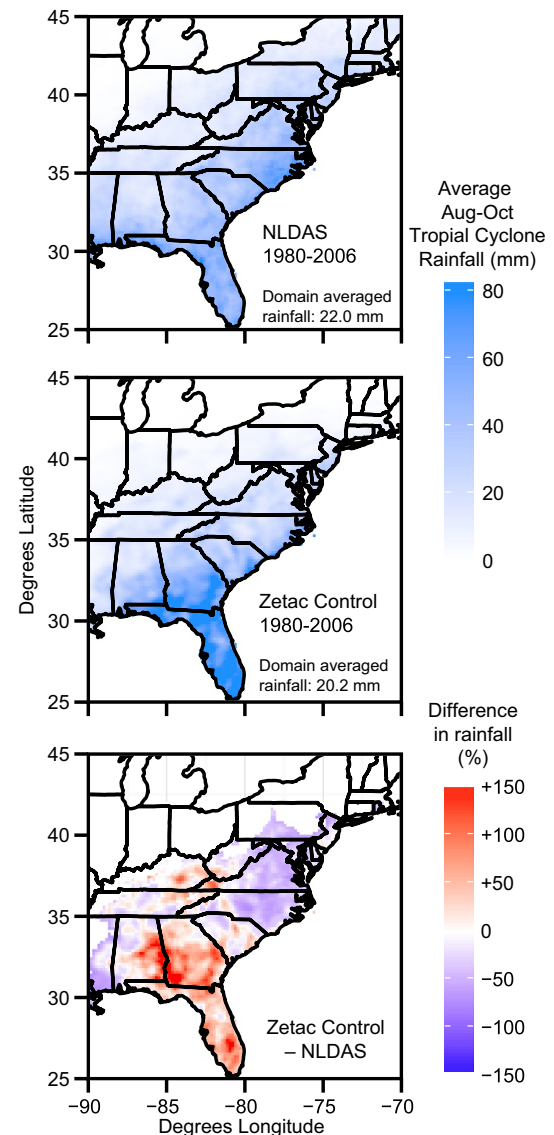 45
40
35
30
25
NLDAS
1980-2006
Domain averaged
rainfall: 22.0 mm
Average
Aug-Oct
Tropial Cyclone
Rainfall (mm)
80
60
40
20
0
45
40
35
30
25
Degrees Latitude
Zetac Control
1980-2006
Domain averaged
rainfall: 20.2 mm
Difference
in rainfall
(%)
+150
+100
+50
0
−50
−100
−150
45
40
35
30
25
Zetac Control
– NLDAS
−90 −85 −80 −75 −70
Degrees Longitude